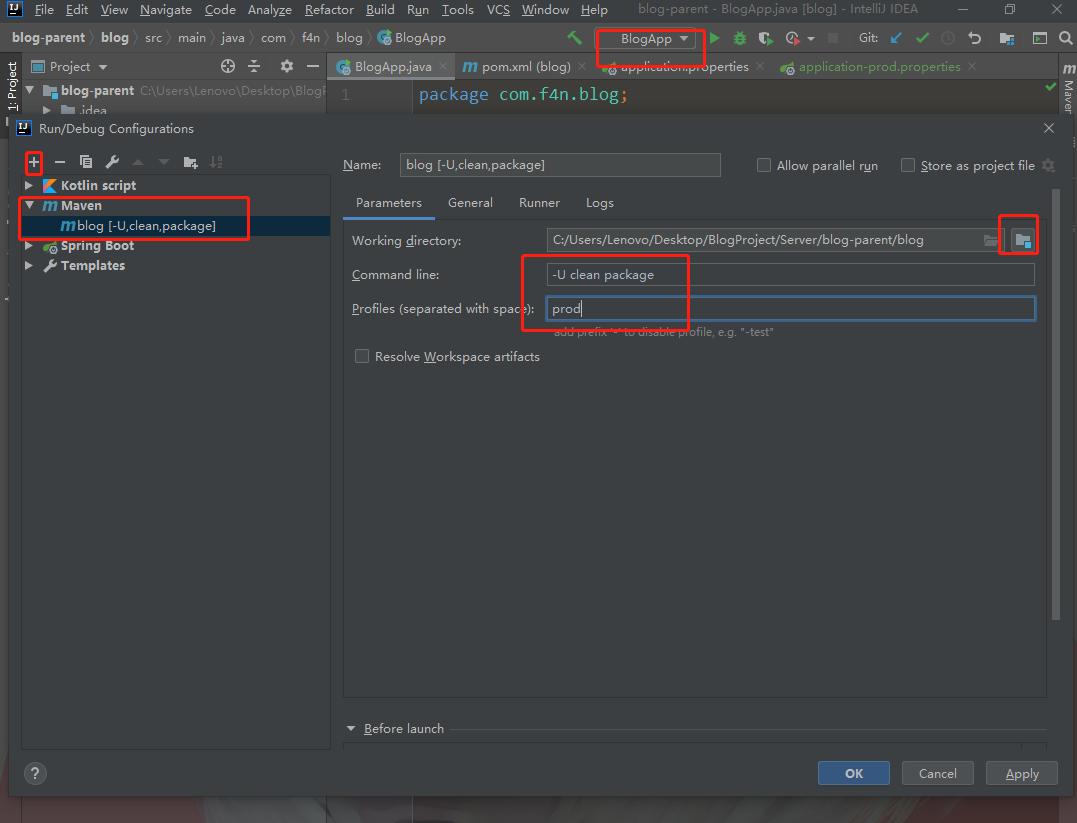 File Edit View Navigate Code Analyze Refactor Build Run Tools VCS Window Help blog-parent - BlogApp.java [blog] - IntelliJ IDEA
blog-parent blog src main java com f4n blog BlogApp BlogApp Git:
1: Project Project BlogApp.java pom.xml (blog) application.properties application-prod.properties Maven
blog-parent C:\Users\Lenovo\Desktop\BlogF 1 package com.f4n.blog;
.idea
Run/Debug Configurations
Name: blog [-U,clean,package] Allow parallel run Store as project file
Kotlin script
Maven
blog [-U,clean,package]
Spring Boot
Templates
Parameters General Runner Logs
Working directory: C:/Users/Lenovo/Desktop/BlogProject/Server/blog-parent/blog
Command line: -U clean package
Profiles (separated with space): prod
add prefix '-' to disable profile, e.g. "-test"
Resolve Workspace artifacts
Before launch
? OK Cancel Apply